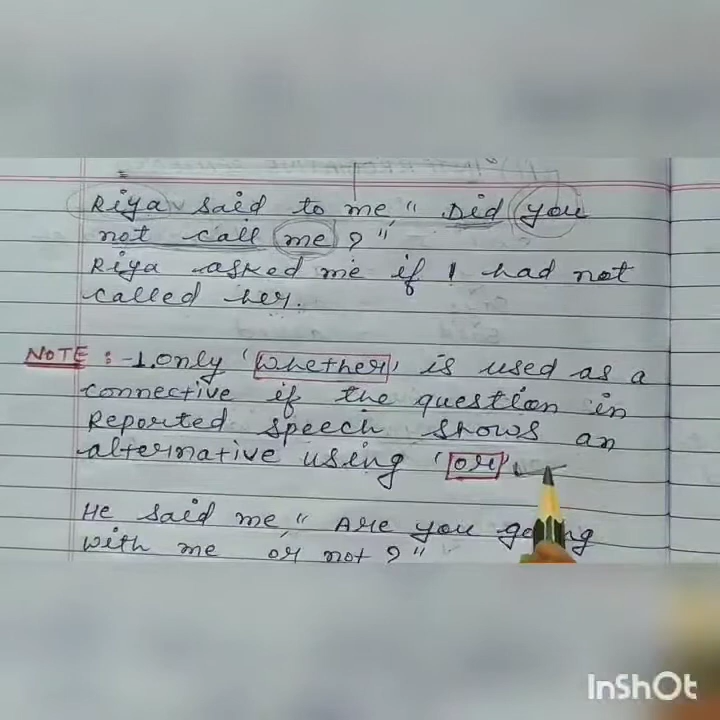 Riya said to me, "Did you
not call me ?"
Riya asked me if I had not
called her.
NOTE : -1. Only 'Whether' is used as a
connective if the question in
Reported speech shows an
alternative using 'or'.
He said me, "Are you going
with me or not ?"
InShOt